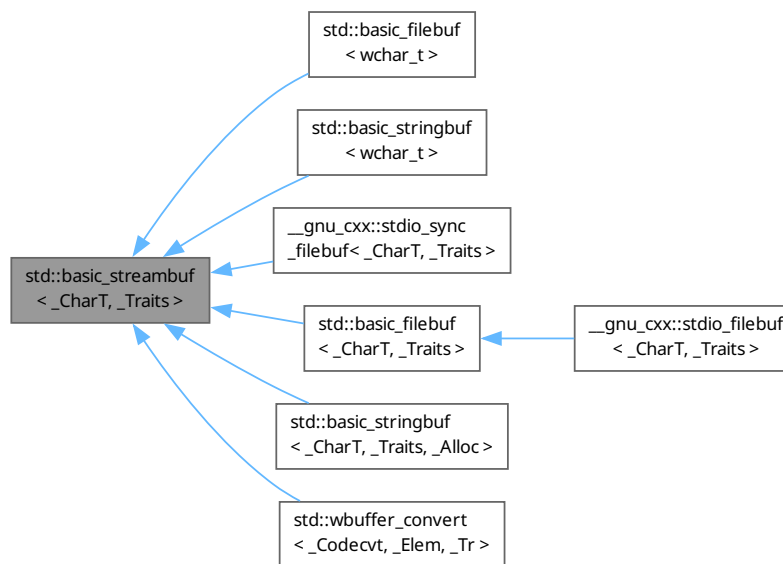 std::basic_filebuf
< wchar_t >
std::basic_stringbuf
< wchar_t >
__gnu_cxx::stdio_sync
_filebuf< _CharT, _Traits >
std::basic_streambuf
< _CharT, _Traits >
std::basic_filebuf
< _CharT, _Traits >
__gnu_cxx::stdio_filebuf
< _CharT, _Traits >
std::basic_stringbuf
< _CharT, _Traits, _Alloc >
std::wbuffer_convert
< _Codecvt, _Elem, _Tr >